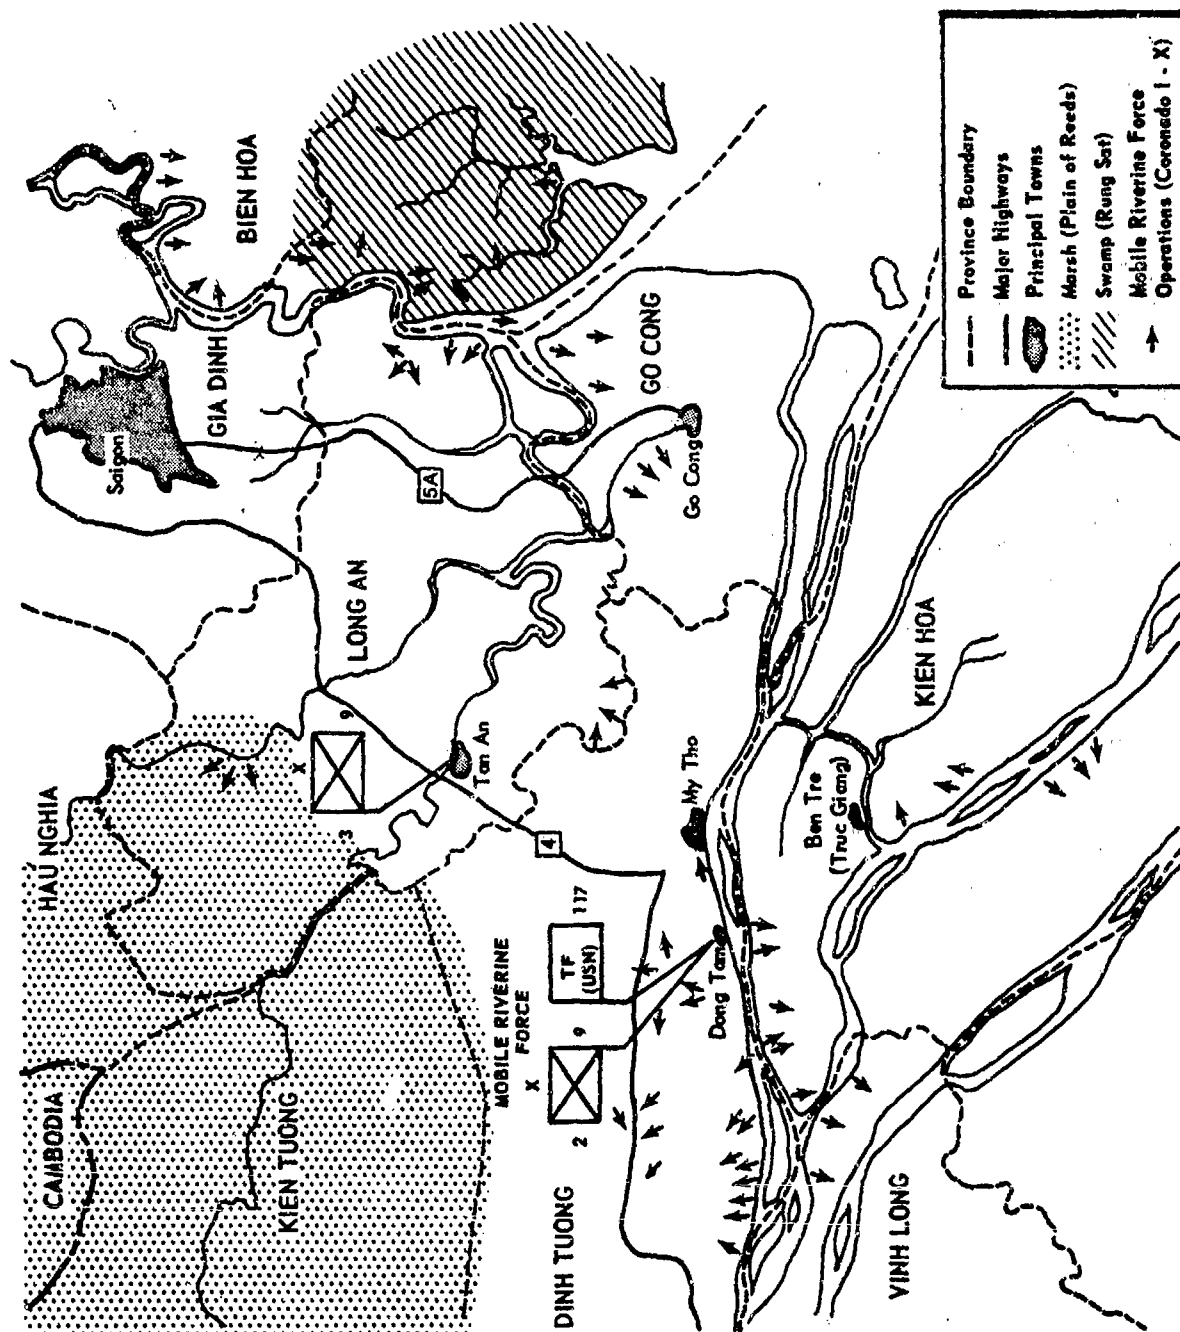 CAMBODIA
HAU NGHIA
KIEN TUONG
BIEN HOA
Saigon
GIA DINH
LONG AN
5A
X
3
9
Tan An
4
GO CONG
Go Cong
MOBILE RIVERINE
FORCE
X
2
9
TF
(USN)
117
DINH TUONG
Dong Tam
My Tho
Ben Tre
(Truc Giang)
KIEN HOA
VINH LONG
Province Boundary
Major Highways
Principal Towns
Marsh (Plain of Reeds)
Swamp (Rung Sat)
Mobile Riverine Force
Operations (Coronado I - X)